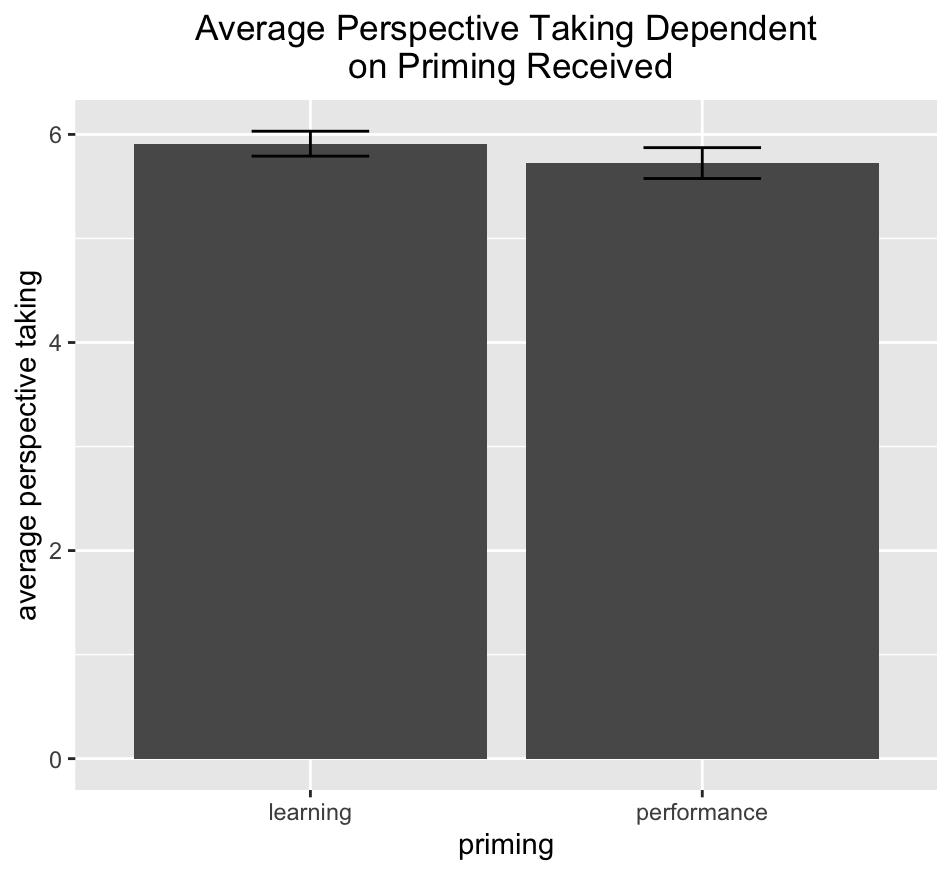 Average Perspective Taking Dependent
on Priming Received
average perspective taking
6
4
2
0
learning
performance
priming